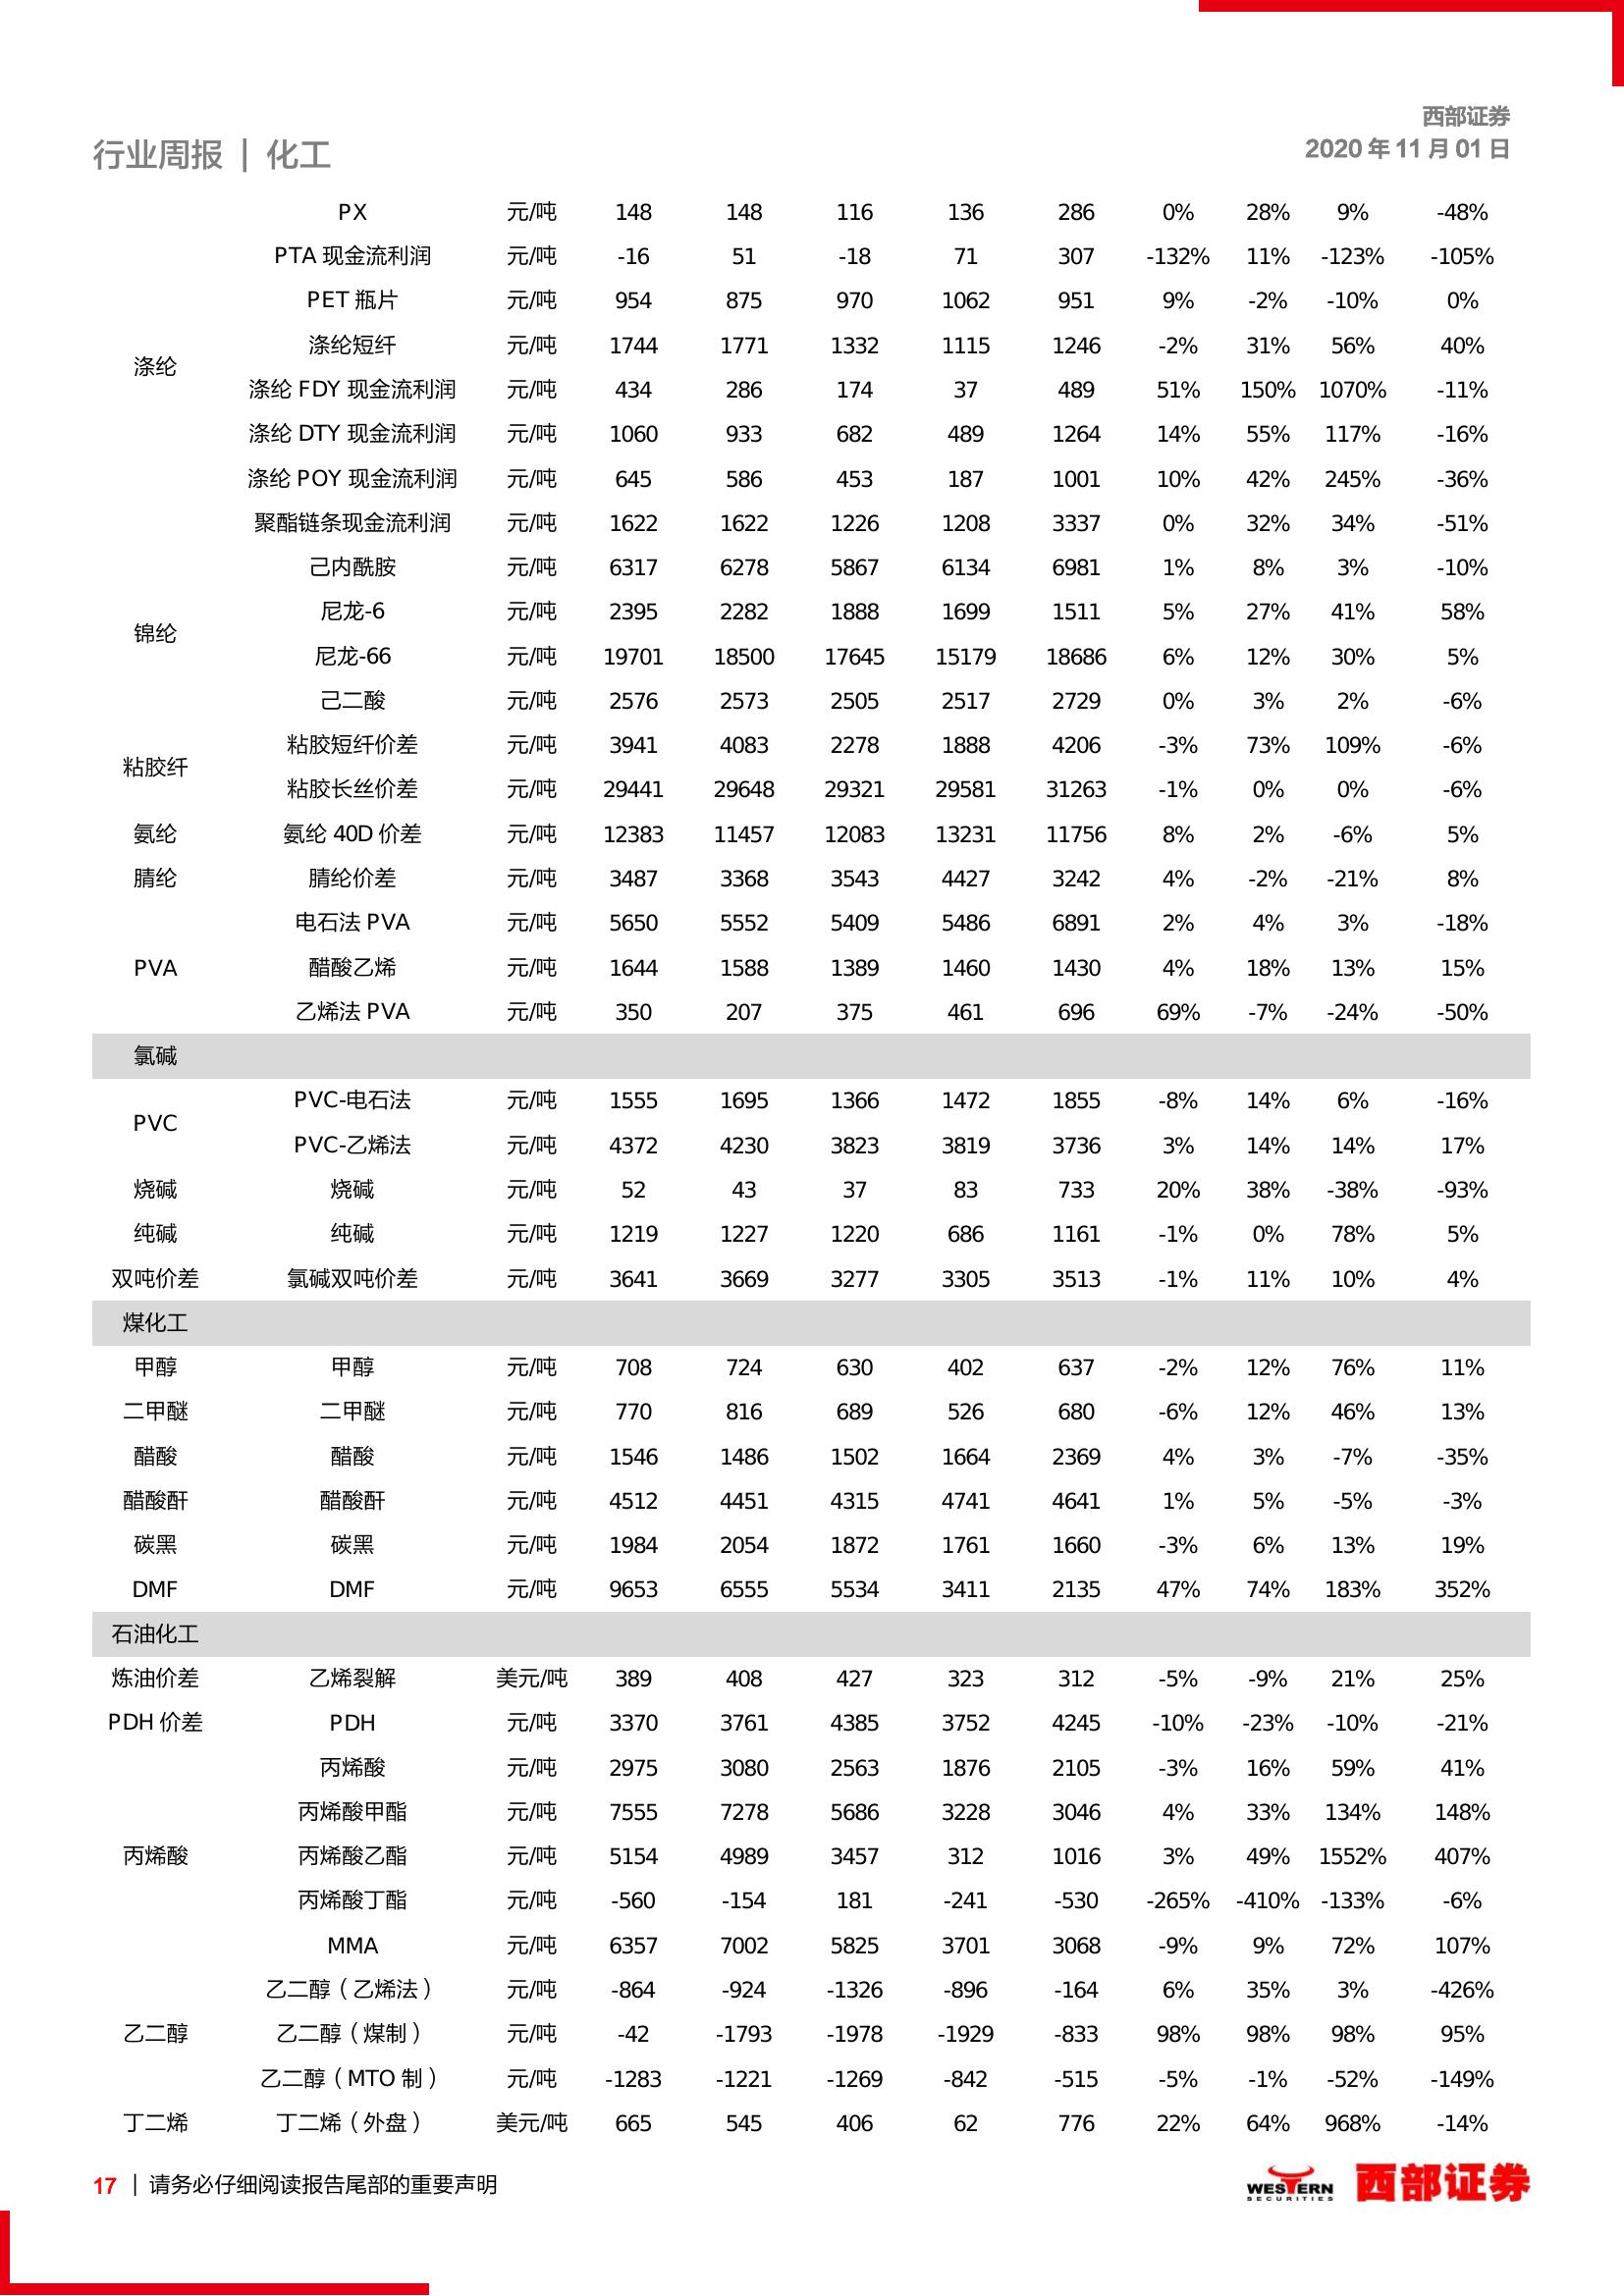 西部证券
行业周报 | 化工
2020 年 11 月 01 日
PX 元/吨 148 148 116 136 286 0% 28% 9% -48%
PTA 现金流利润 元/吨 -16 51 -18 71 307 -132% 11% -123% -105%
PET 瓶片 元/吨 954 875 970 1062 951 9% -2% -10% 0%
涤纶短纤 元/吨 1744 1771 1332 1115 1246 -2% 31% 56% 40%
涤纶
涤纶 FDY 现金流利润 元/吨 434 286 174 37 489 51% 150% 1070% -11%
涤纶 DTY 现金流利润 元/吨 1060 933 682 489 1264 14% 55% 117% -16%
涤纶 POY 现金流利润 元/吨 645 586 453 187 1001 10% 42% 245% -36%
聚酯链条现金流利润 元/吨 1622 1622 1226 1208 3337 0% 32% 34% -51%
己内酰胺 元/吨 6317 6278 5867 6134 6981 1% 8% 3% -10%
尼龙-6 元/吨 2395 2282 1888 1699 1511 5% 27% 41% 58%
锦纶
尼龙-66 元/吨 19701 18500 17645 15179 18686 6% 12% 30% 5%
己二酸 元/吨 2576 2573 2505 2517 2729 0% 3% 2% -6%
粘胶短纤价差 元/吨 3941 4083 2278 1888 4206 -3% 73% 109% -6%
粘胶纤
粘胶长丝价差 元/吨 29441 29648 29321 29581 31263 -1% 0% 0% -6%
氨纶 氨纶 40D 价差 元/吨 12383 11457 12083 13231 11756 8% 2% -6% 5%
腈纶 腈纶价差 元/吨 3487 3368 3543 4427 3242 4% -2% -21% 8%
电石法 PVA 元/吨 5650 5552 5409 5486 6891 2% 4% 3% -18%
PVA 醋酸乙烯 元/吨 1644 1588 1389 1460 1430 4% 18% 13% 15%
乙烯法 PVA 元/吨 350 207 375 461 696 69% -7% -24% -50%
氯碱
PVC-电石法 元/吨 1555 1695 1366 1472 1855 -8% 14% 6% -16%
PVC
PVC-乙烯法 元/吨 4372 4230 3823 3819 3736 3% 14% 14% 17%
烧碱 烧碱 元/吨 52 43 37 83 733 20% 38% -38% -93%
纯碱 纯碱 元/吨 1219 1227 1220 686 1161 -1% 0% 78% 5%
双吨价差 氯碱双吨价差 元/吨 3641 3669 3277 3305 3513 -1% 11% 10% 4%
煤化工
甲醇 甲醇 元/吨 708 724 630 402 637 -2% 12% 76% 11%
二甲醚 二甲醚 元/吨 770 816 689 526 680 -6% 12% 46% 13%
醋酸 醋酸 元/吨 1546 1486 1502 1664 2369 4% 3% -7% -35%
醋酸酐 醋酸酐 元/吨 4512 4451 4315 4741 4641 1% 5% -5% -3%
碳黑 碳黑 元/吨 1984 2054 1872 1761 1660 -3% 6% 13% 19%
DMF DMF 元/吨 9653 6555 5534 3411 2135 47% 74% 183% 352%
石油化工
炼油价差 乙烯裂解 美元/吨 389 408 427 323 312 -5% -9% 21% 25%
PDH 价差 PDH 元/吨 3370 3761 4385 3752 4245 -10% -23% -10% -21%
丙烯酸 元/吨 2975 3080 2563 1876 2105 -3% 16% 59% 41%
丙烯酸甲酯 元/吨 7555 7278 5686 3228 3046 4% 33% 134% 148%
丙烯酸 丙烯酸乙酯 元/吨 5154 4989 3457 312 1016 3% 49% 1552% 407%
丙烯酸丁酯 元/吨 -560 -154 181 -241 -530 -265% -410% -133% -6%
MMA 元/吨 6357 7002 5825 3701 3068 -9% 9% 72% 107%
乙二醇（乙烯法） 元/吨 -864 -924 -1326 -896 -164 6% 35% 3% -426%
乙二醇 乙二醇（煤制） 元/吨 -42 -1793 -1978 -1929 -833 98% 98% 98% 95%
乙二醇（MTO 制） 元/吨 -1283 -1221 -1269 -842 -515 -5% -1% -52% -149%
丁二烯 丁二烯（外盘） 美元/吨 665 545 406 62 776 22% 64% 968% -14%
17 | 请务必仔细阅读报告尾部的重要声明
WESTERN
SECURITIES
西部证券